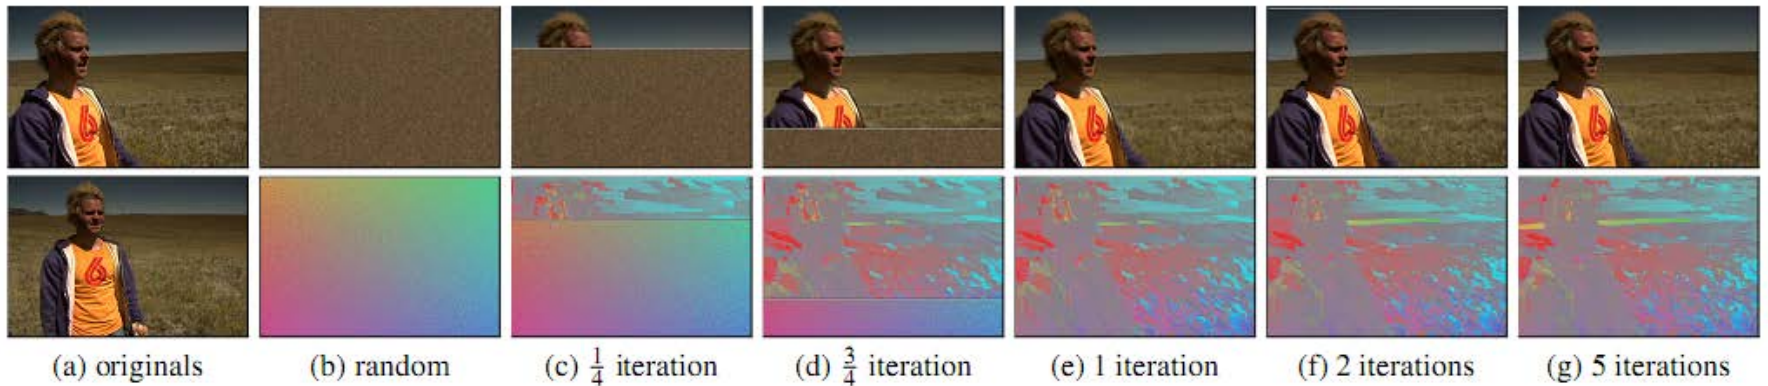 (a) originals (b) random (c) 1/4 iteration (d) 3/4 iteration (e) 1 iteration (f) 2 iterations (g) 5 iterations